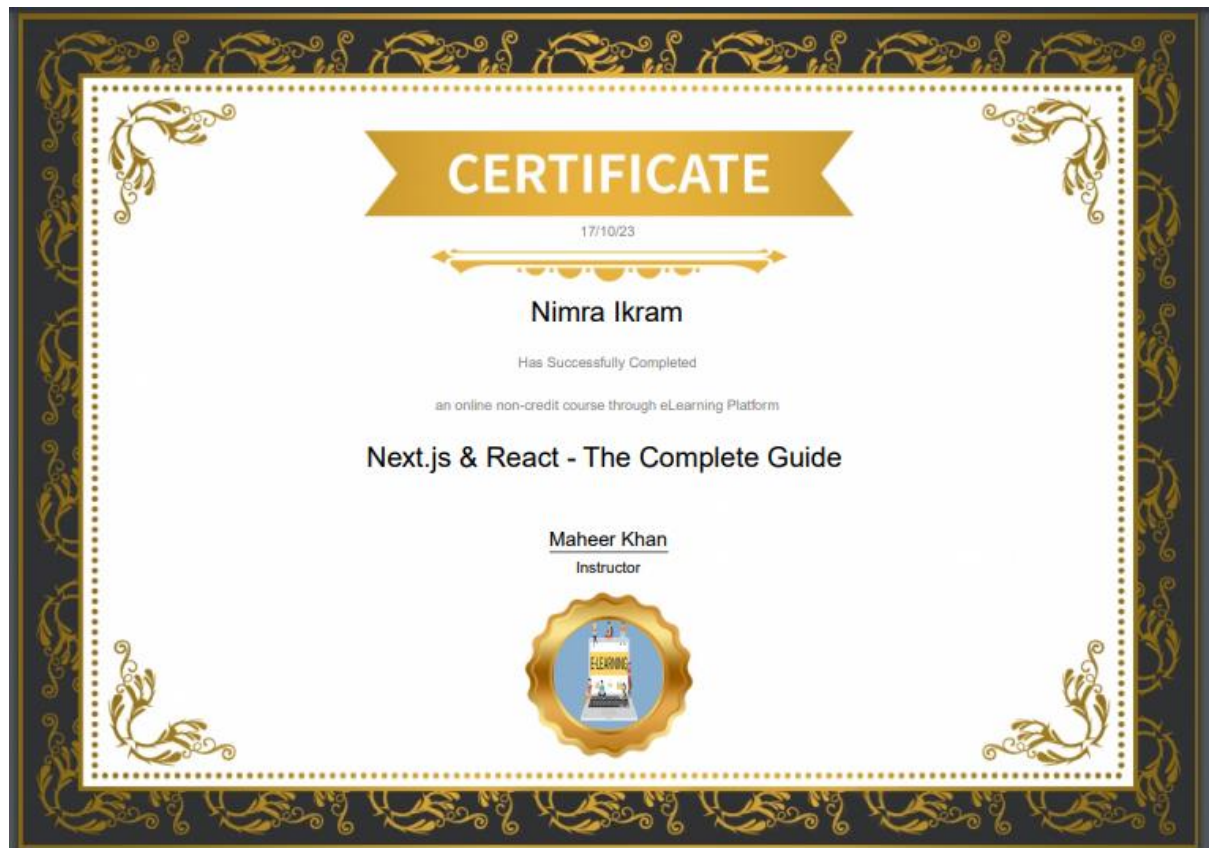 CERTIFICATE
17/10/23
Nimra Ikram
Has Successfully Completed
an online non-credit course through eLearning Platform
Next.js & React - The Complete Guide
Maheer Khan
Instructor
E-LEARNING